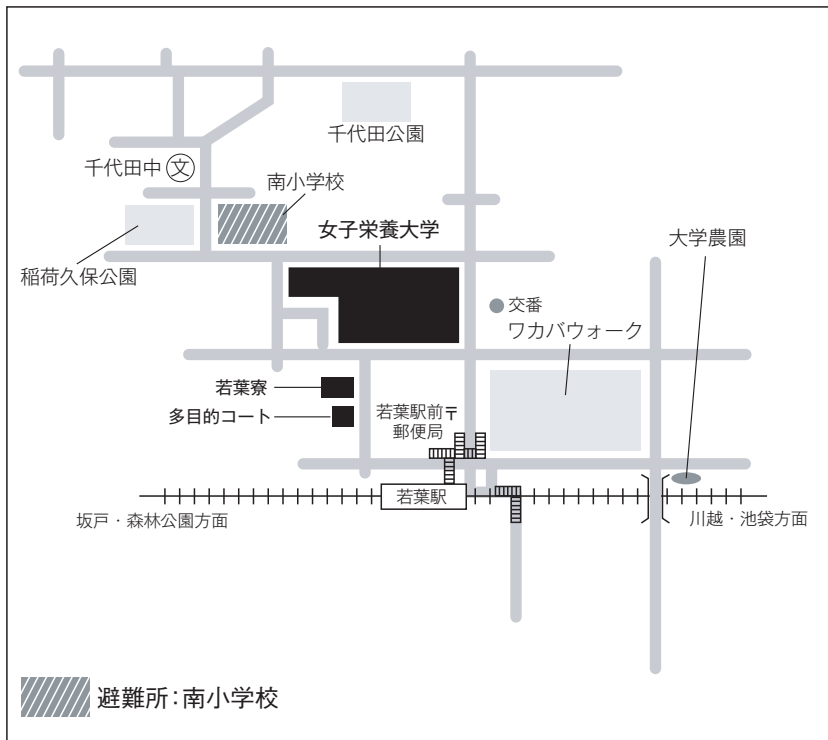 千代田公園
千代田中 文
南小学校
女子栄養大学
大学農園
稲荷久保公園
交番
ワカバウォーク
若葉寮
多目的コート
若葉駅前〒
郵便局
若葉駅
坂戸・森林公園方面
川越・池袋方面
避難所:南小学校